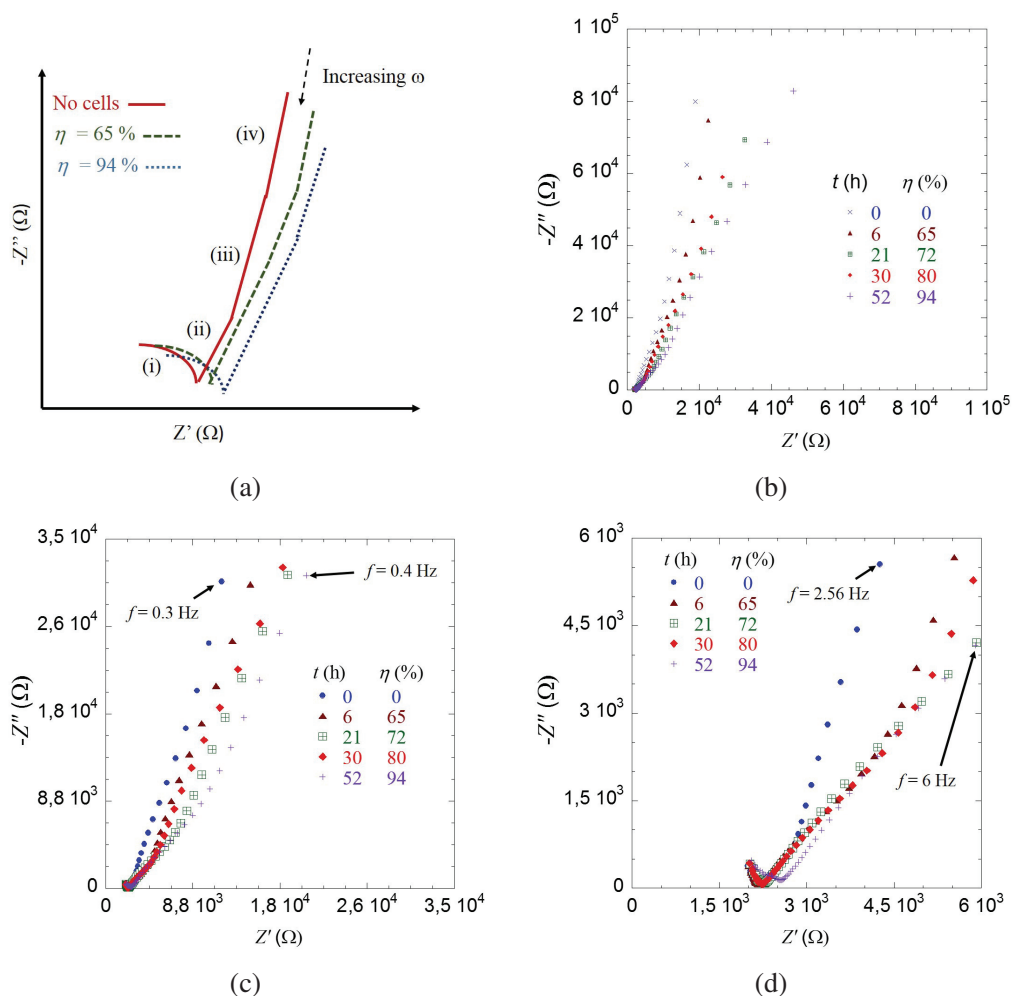 Increasing ω
No cells
η = 65 %
η = 94 %
(i)
(ii)
(iii)
(iv)
-Z’’ (Ω)
Z’ (Ω)
(a)
1 10⁵
8 10⁴
6 10⁴
4 10⁴
2 10⁴
0
-Z″ (Ω)
t (h) η (%)
0 0
6 65
21 72
30 80
52 94
0 2 10⁴ 4 10⁴ 6 10⁴ 8 10⁴ 1 10⁵
Z′ (Ω)
(b)
3,5 10⁴
2,6 10⁴
1,8 10⁴
8,8 10³
0
-Z″ (Ω)
f = 0.3 Hz
f = 0.4 Hz
t (h) η (%)
0 0
6 65
21 72
30 80
52 94
0 8,8 10³ 1,8 10⁴ 2,6 10⁴ 3,5 10⁴
Z′ (Ω)
(c)
6 10³
4,5 10³
3 10³
1,5 10³
0
-Z″ (Ω)
t (h) η (%)
0 0
6 65
21 72
30 80
52 94
f = 2.56 Hz
f = 6 Hz
0 1,5 10³ 3 10³ 4,5 10³ 6 10³
Z′ (Ω)
(d)